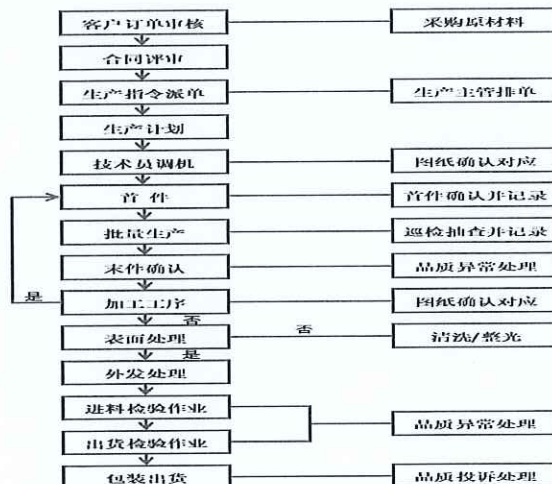 客户订单审核 采购原材料
合同评审
生产指令派单 生产主管排单
生产计划
技术员调机 图纸确认对应
首 件 首件确认并记录
批量生产 巡检抽查并记录
末件确认 品质异常处理
是 加工工序 图纸确认对应
否
表面处理 否 清洗/整光
是
外发处理
进料检验作业
品质异常处理
出货检验作业
包装出货 品质投诉处理